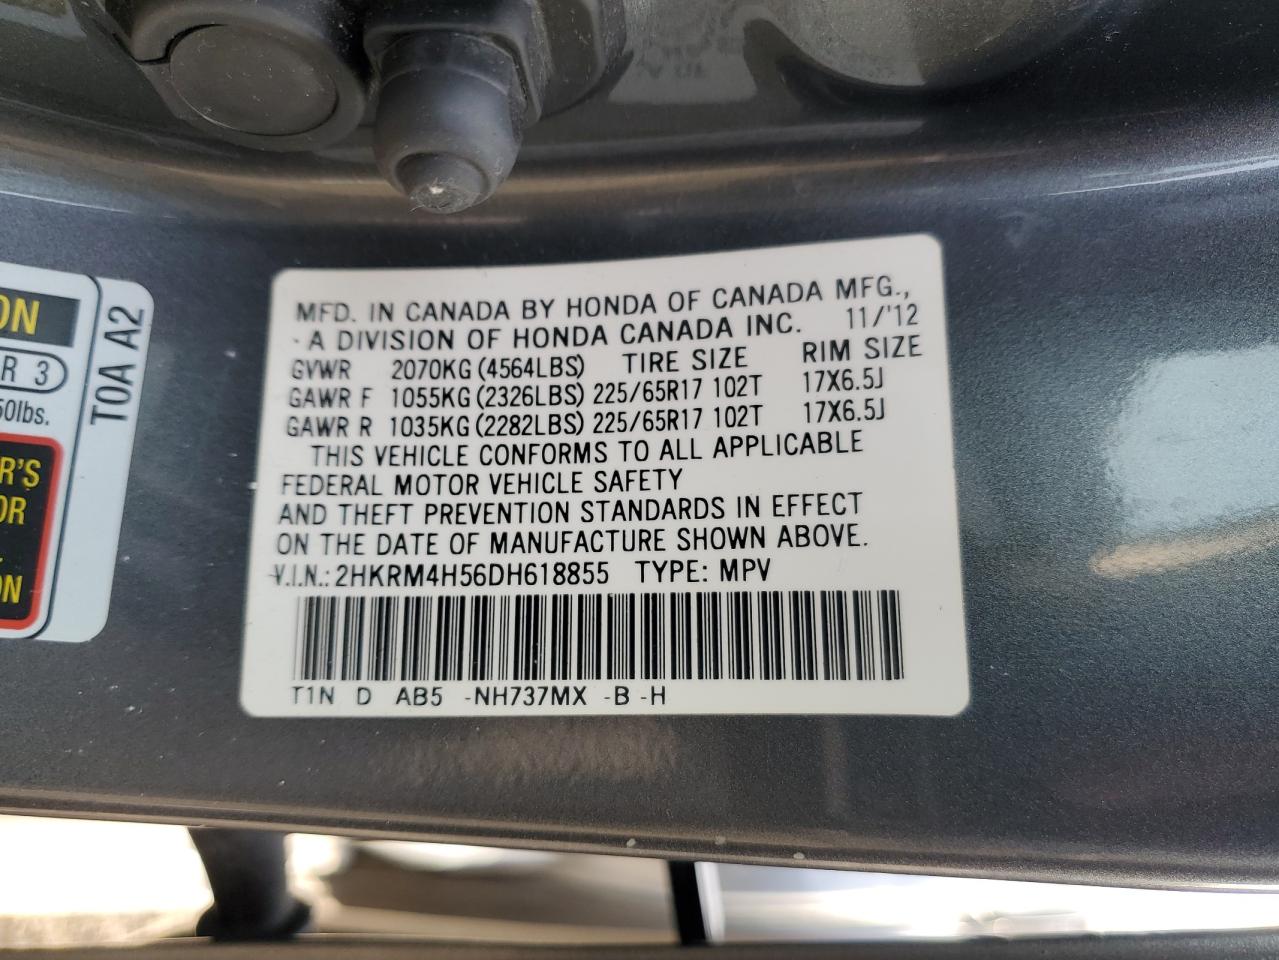 ON
R 3
50lbs.
R'S
OR
ON
T0A A2
MFD. IN CANADA BY HONDA OF CANADA MFG.,
A DIVISION OF HONDA CANADA INC. 11/'12
GVWR 2070KG (4564LBS) TIRE SIZE RIM SIZE
GAWR F 1055KG (2326LBS) 225/65R17 102T 17X6.5J
GAWR R 1035KG (2282LBS) 225/65R17 102T 17X6.5J
THIS VEHICLE CONFORMS TO ALL APPLICABLE
FEDERAL MOTOR VEHICLE SAFETY
AND THEFT PREVENTION STANDARDS IN EFFECT
ON THE DATE OF MANUFACTURE SHOWN ABOVE.
V.I.N.: 2HKRM4H56DH618855 TYPE: MPV
T1N D AB5 -NH737MX -B -H